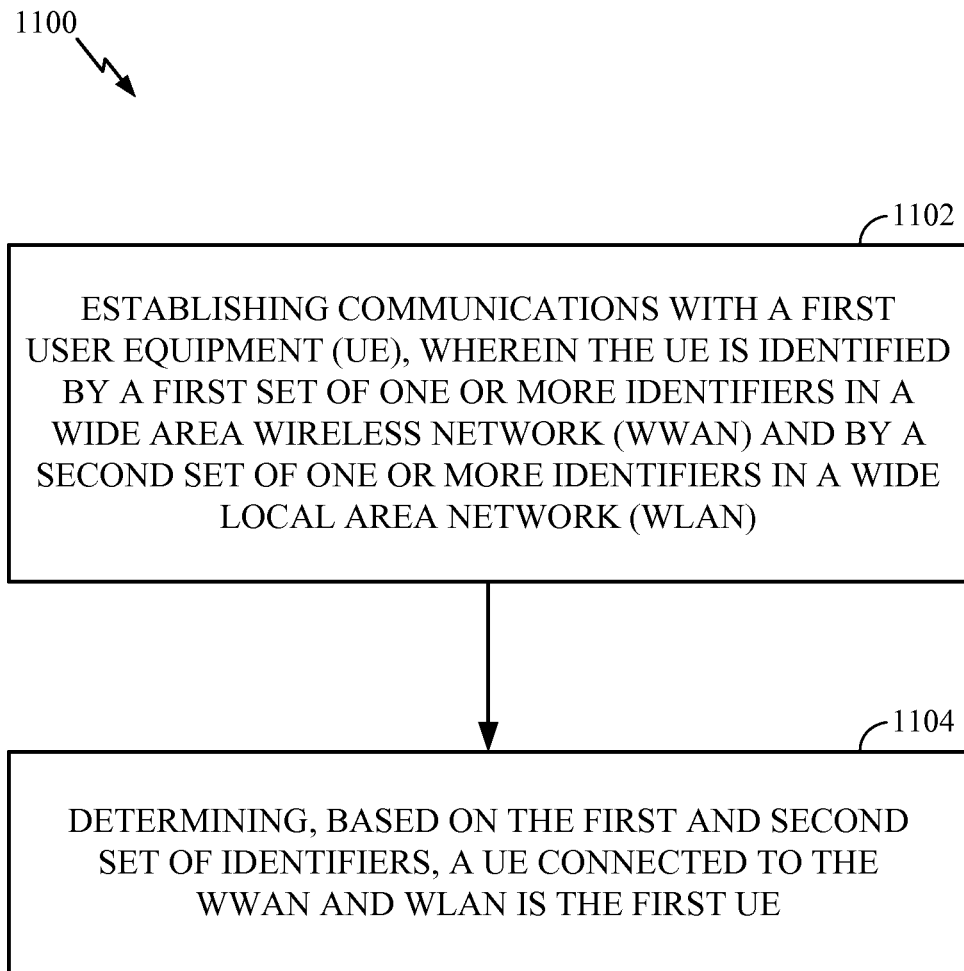 1100
1102
ESTABLISHING COMMUNICATIONS WITH A FIRST
USER EQUIPMENT (UE), WHEREIN THE UE IS IDENTIFIED
BY A FIRST SET OF ONE OR MORE IDENTIFIERS IN A
WIDE AREA WIRELESS NETWORK (WWAN) AND BY A
SECOND SET OF ONE OR MORE IDENTIFIERS IN A WIDE
LOCAL AREA NETWORK (WLAN)
1104
DETERMINING, BASED ON THE FIRST AND SECOND
SET OF IDENTIFIERS, A UE CONNECTED TO THE
WWAN AND WLAN IS THE FIRST UE